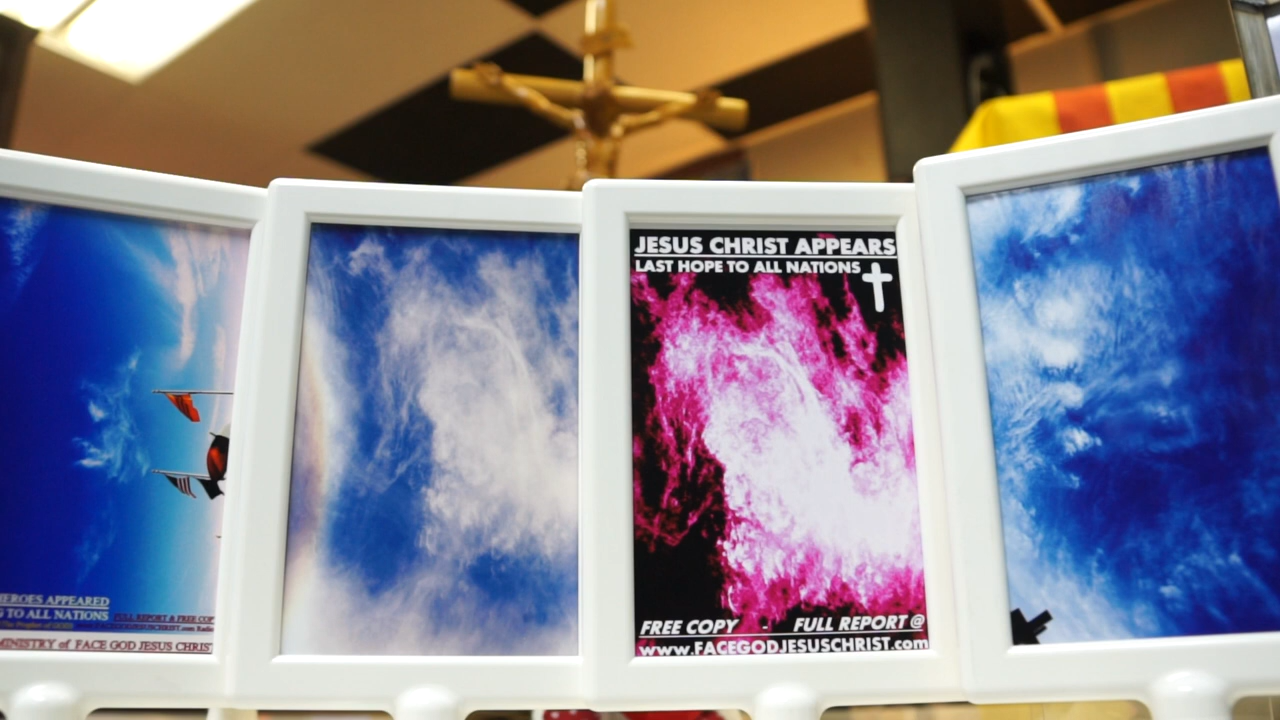 HEROES APPEARED
TO ALL NATIONS
FULL REPORT & FREE COPY
MINISTRY of FACE GOD JESUS CHRIST
JESUS CHRIST APPEARS
LAST HOPE TO ALL NATIONS
FREE COPY - FULL REPORT @
www.FACEGODJESUSCHRIST.com